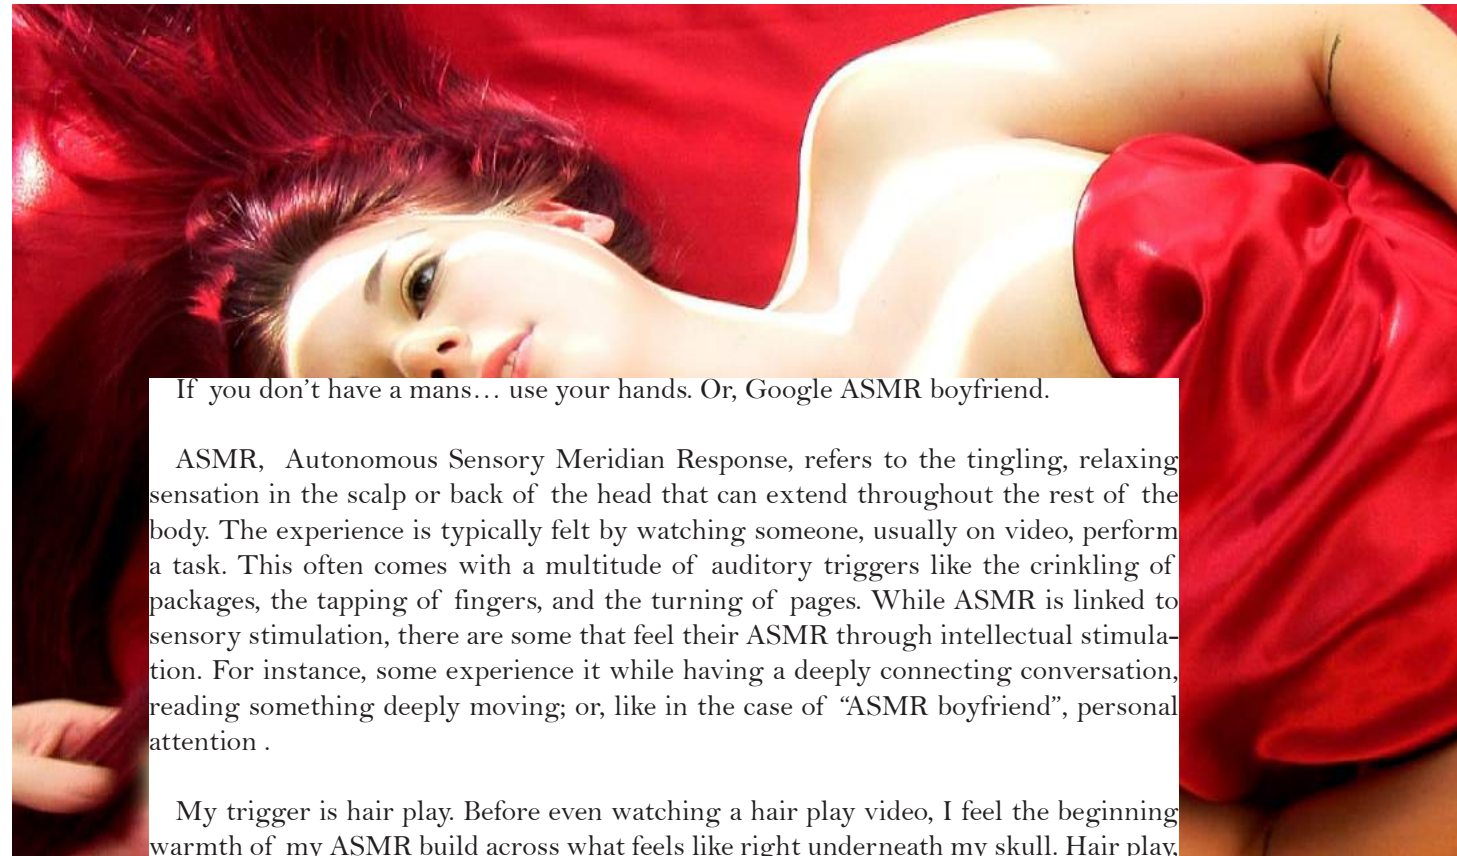 If you don’t have a mans… use your hands. Or, Google ASMR boyfriend.
ASMR, Autonomous Sensory Meridian Response, refers to the tingling, relaxing
sensation in the scalp or back of the head that can extend throughout the rest of the
body. The experience is typically felt by watching someone, usually on video, perform
a task. This often comes with a multitude of auditory triggers like the crinkling of
packages, the tapping of fingers, and the turning of pages. While ASMR is linked to
sensory stimulation, there are some that feel their ASMR through intellectual stimula-
tion. For instance, some experience it while having a deeply connecting conversation,
reading something deeply moving; or, like in the case of “ASMR boyfriend”, personal
attention .
My trigger is hair play. Before even watching a hair play video, I feel the beginning
warmth of my ASMR build across what feels like right underneath my skull. Hair play,